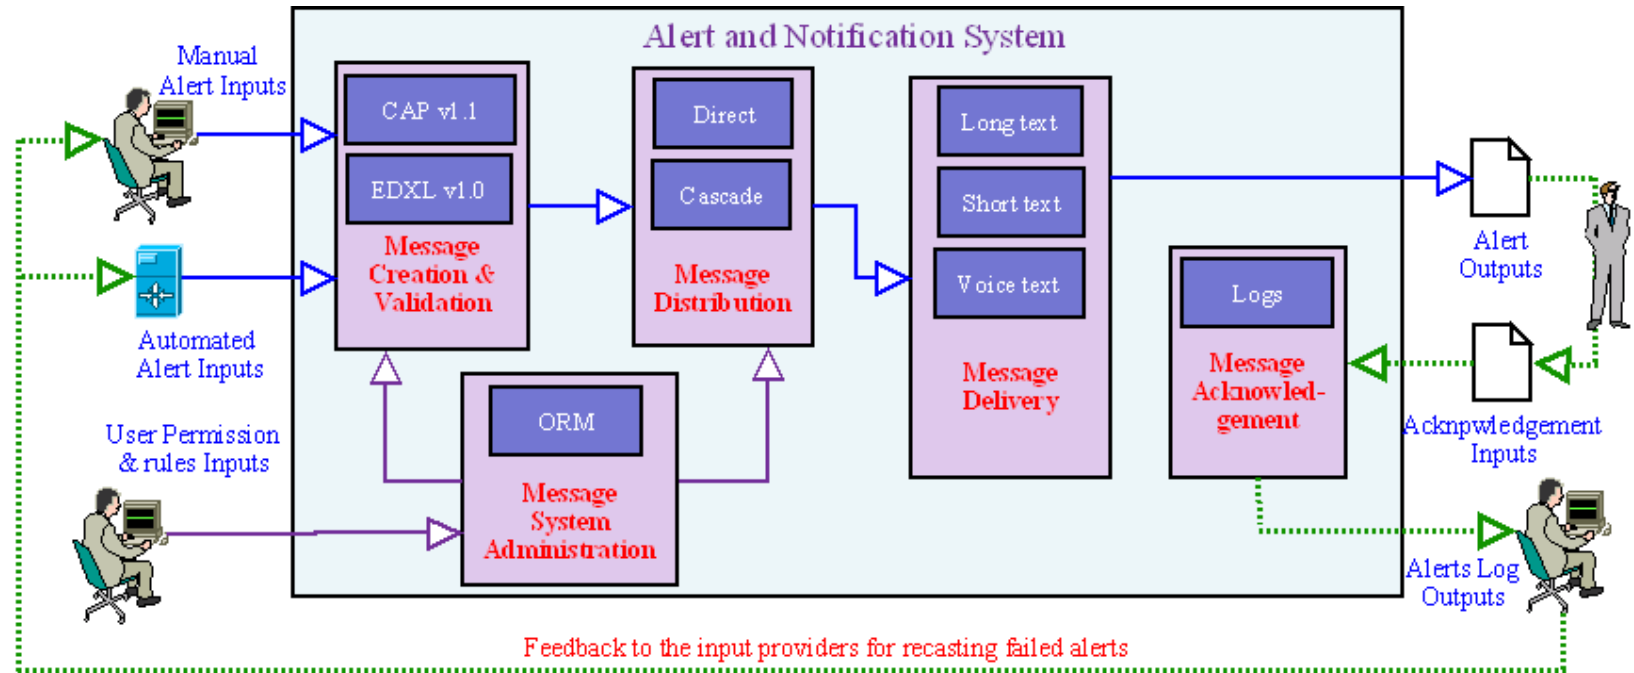 Alert and Notification System
Manual
Alert Inputs
CAP v1.1
EDXL v1.0
Message
Creation &
Validation
Direct
Cascade
Message
Distribution
Long text
Short text
Voice text
Message
Delivery
Alert
Outputs
Automated
Alert Inputs
Logs
Message
Acknowled-
gement
Acknpwledgement
Inputs
User Permission
& rules Inputs
ORM
Message
System
Administration
Alerts Log
Outputs
Feedback to the input providers for recasting failed alerts